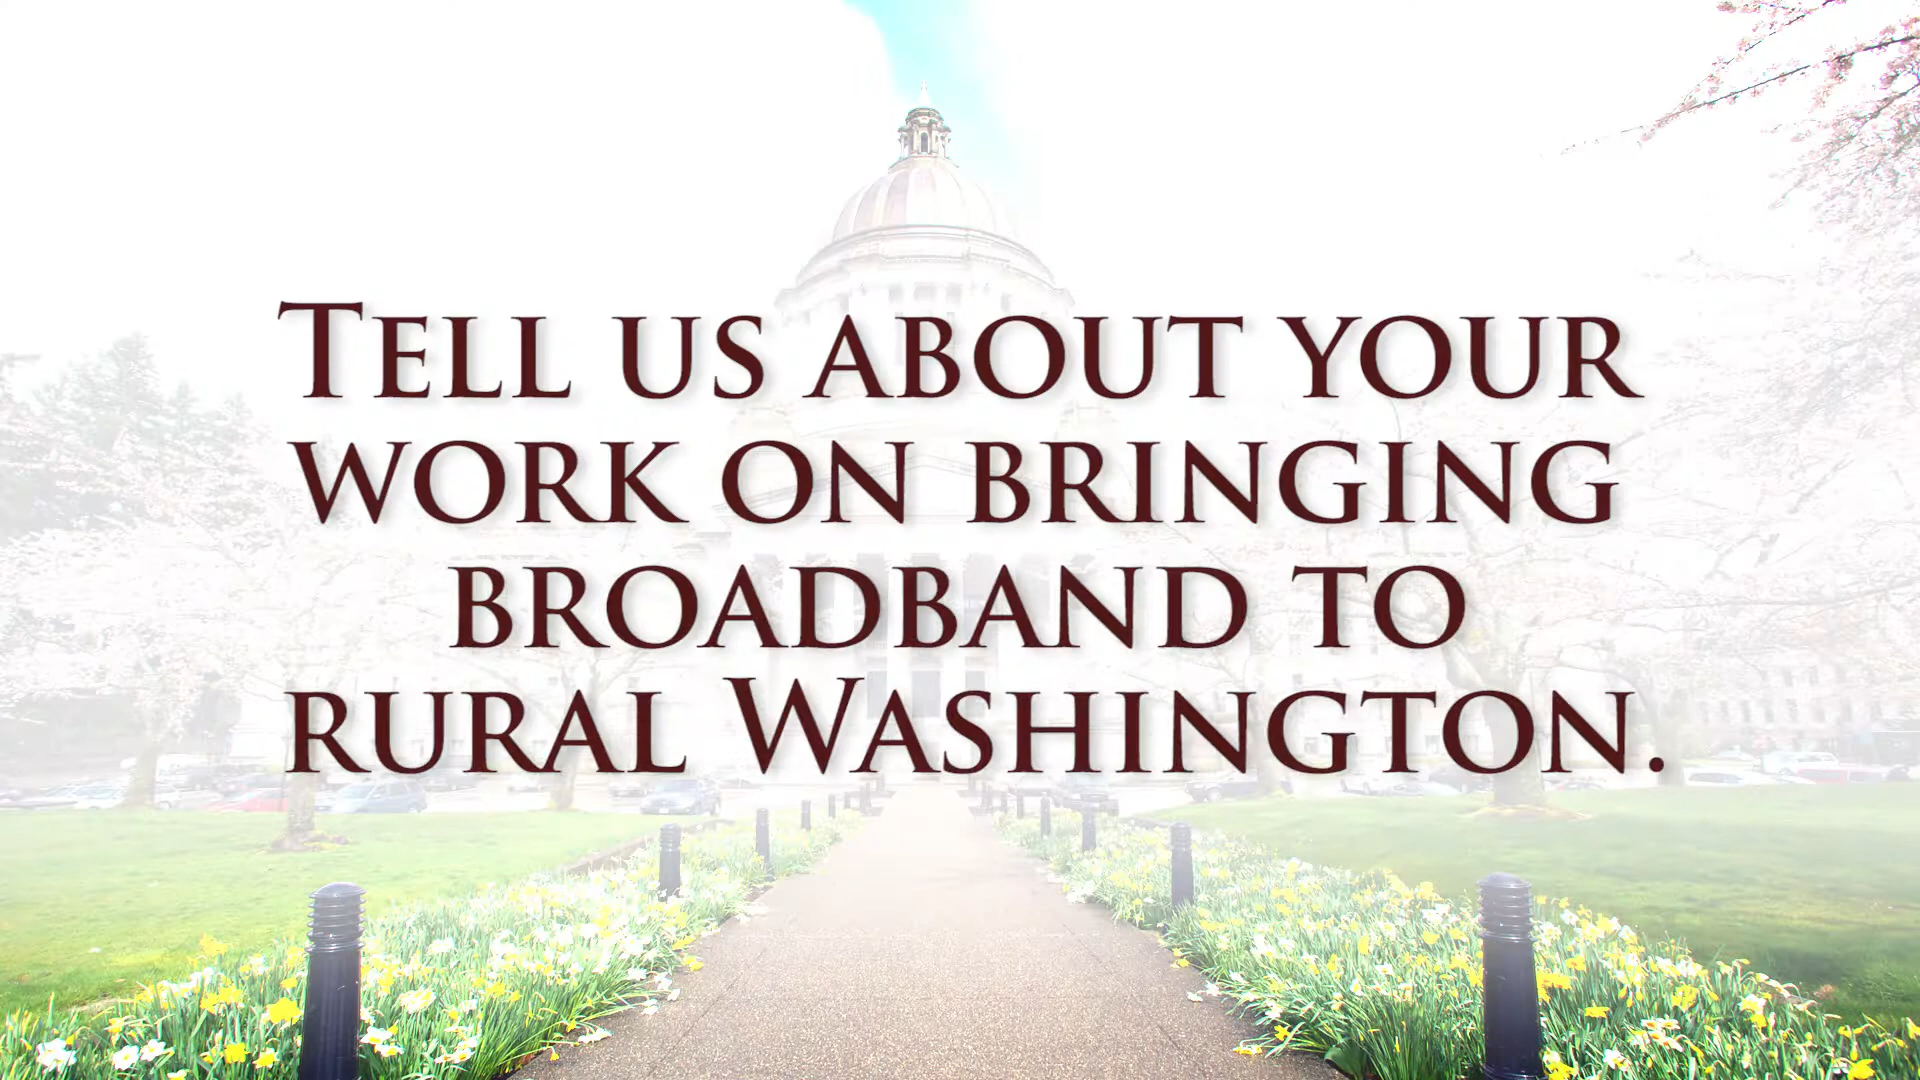 Tell us about your
work on bringing
broadband to
rural Washington.